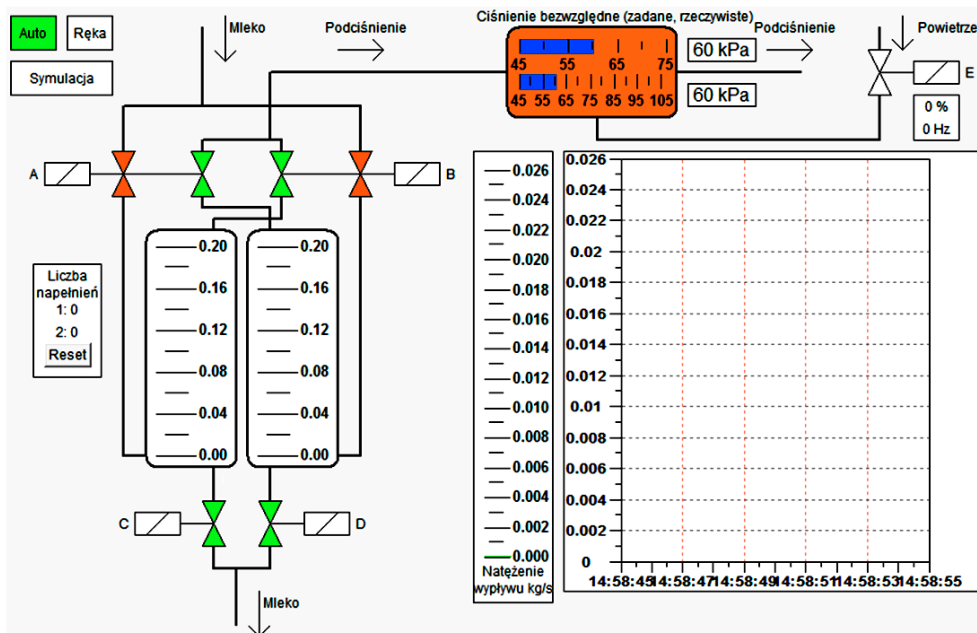 Auto
Ręka
Symulacja
Mleko
Podciśnienie
Ciśnienie bezwzględne (zadane, rzeczywiste)
45 55 65 75
60 kPa
45 55 65 75 85 95 105
60 kPa
Podciśnienie
Powietrze
E
0 %
0 Hz
A
B
Liczba
napełnień
1: 0
2: 0
Reset
0.20
0.16
0.12
0.08
0.04
0.00
0.20
0.16
0.12
0.08
0.04
0.00
C
D
Mleko
0.026
0.024
0.022
0.020
0.018
0.016
0.014
0.012
0.010
0.008
0.006
0.004
0.002
0.000
Natężenie
wypływu kg/s
0.026
0.024
0.022
0.02
0.018
0.016
0.014
0.012
0.01
0.008
0.006
0.004
0.002
0
14:58:45 14:58:47 14:58:49 14:58:51 14:58:53 14:58:55